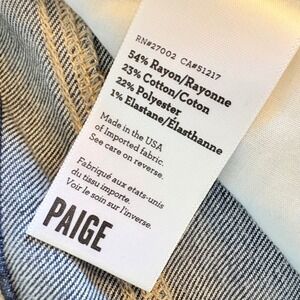 RN#27002 CA#51217
54% Rayon/Rayonne
23% Cotton/Coton
22% Polyester
1% Elastane/Élasthanne
Made in the USA
of Imported fabric.
See care on reverse.
Fabriqué aux etats-unis
du tissu importe.
Voir le soin sur l'inverse.
PAIGE